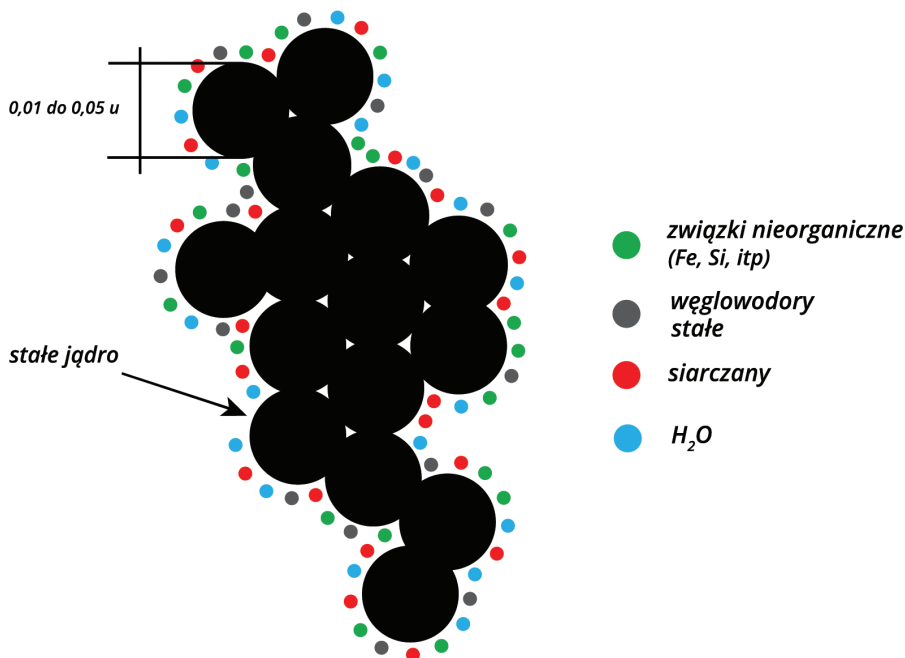 0,01 do 0,05 u
stałe jądro
związki nieorganiczne
(Fe, Si, itp)
węglowodory
stałe
siarczany
H₂O